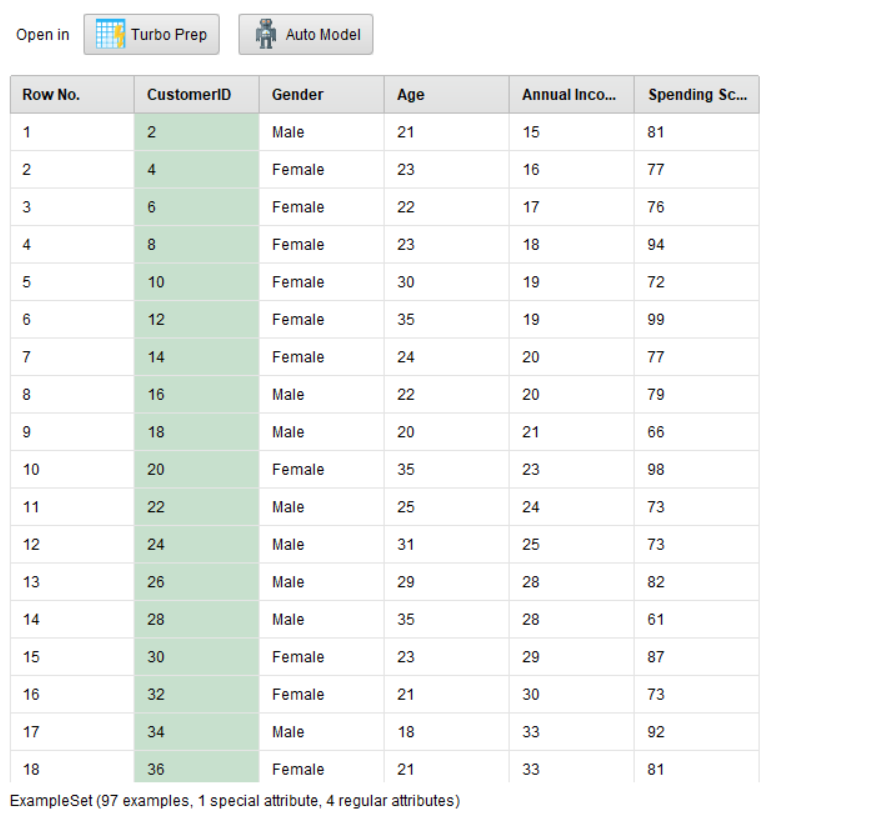 Open in Turbo Prep Auto Model
Row No. CustomerID Gender Age Annual Inco... Spending Sc...
1 2 Male 21 15 81
2 4 Female 23 16 77
3 6 Female 22 17 76
4 8 Female 23 18 94
5 10 Female 30 19 72
6 12 Female 35 19 99
7 14 Female 24 20 77
8 16 Male 22 20 79
9 18 Male 20 21 66
10 20 Female 35 23 98
11 22 Male 25 24 73
12 24 Male 31 25 73
13 26 Male 29 28 82
14 28 Male 35 28 61
15 30 Female 23 29 87
16 32 Female 21 30 73
17 34 Male 18 33 92
18 36 Female 21 33 81
ExampleSet (97 examples, 1 special attribute, 4 regular attributes)